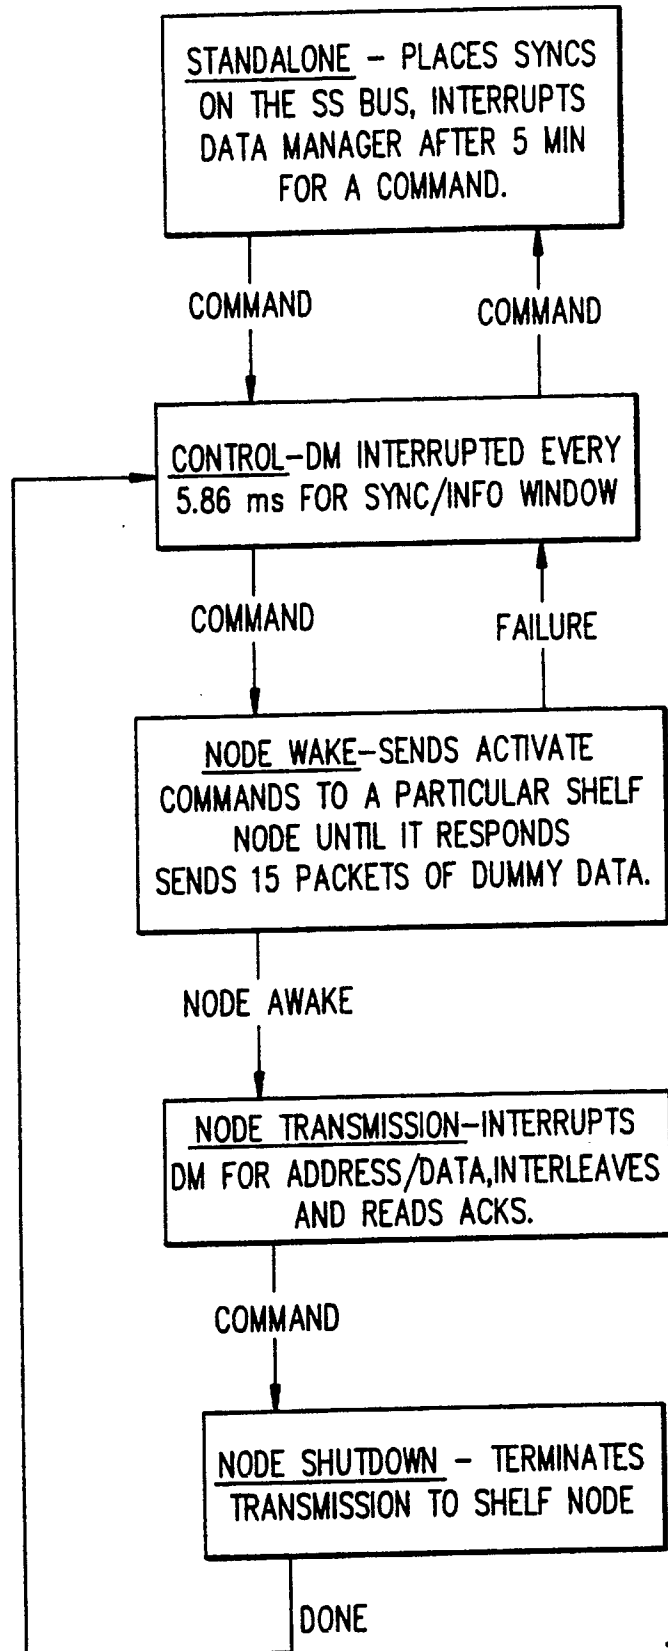 STANDALONE – PLACES SYNCS
ON THE SS BUS, INTERRUPTS
DATA MANAGER AFTER 5 MIN
FOR A COMMAND.
COMMAND
COMMAND
CONTROL–DM INTERRUPTED EVERY
5.86 ms FOR SYNC/INFO WINDOW
COMMAND
FAILURE
NODE WAKE–SENDS ACTIVATE
COMMANDS TO A PARTICULAR SHELF
NODE UNTIL IT RESPONDS
SENDS 15 PACKETS OF DUMMY DATA.
NODE AWAKE
NODE TRANSMISSION–INTERRUPTS
DM FOR ADDRESS/DATA,INTERLEAVES
AND READS ACKS.
COMMAND
NODE SHUTDOWN – TERMINATES
TRANSMISSION TO SHELF NODE
DONE